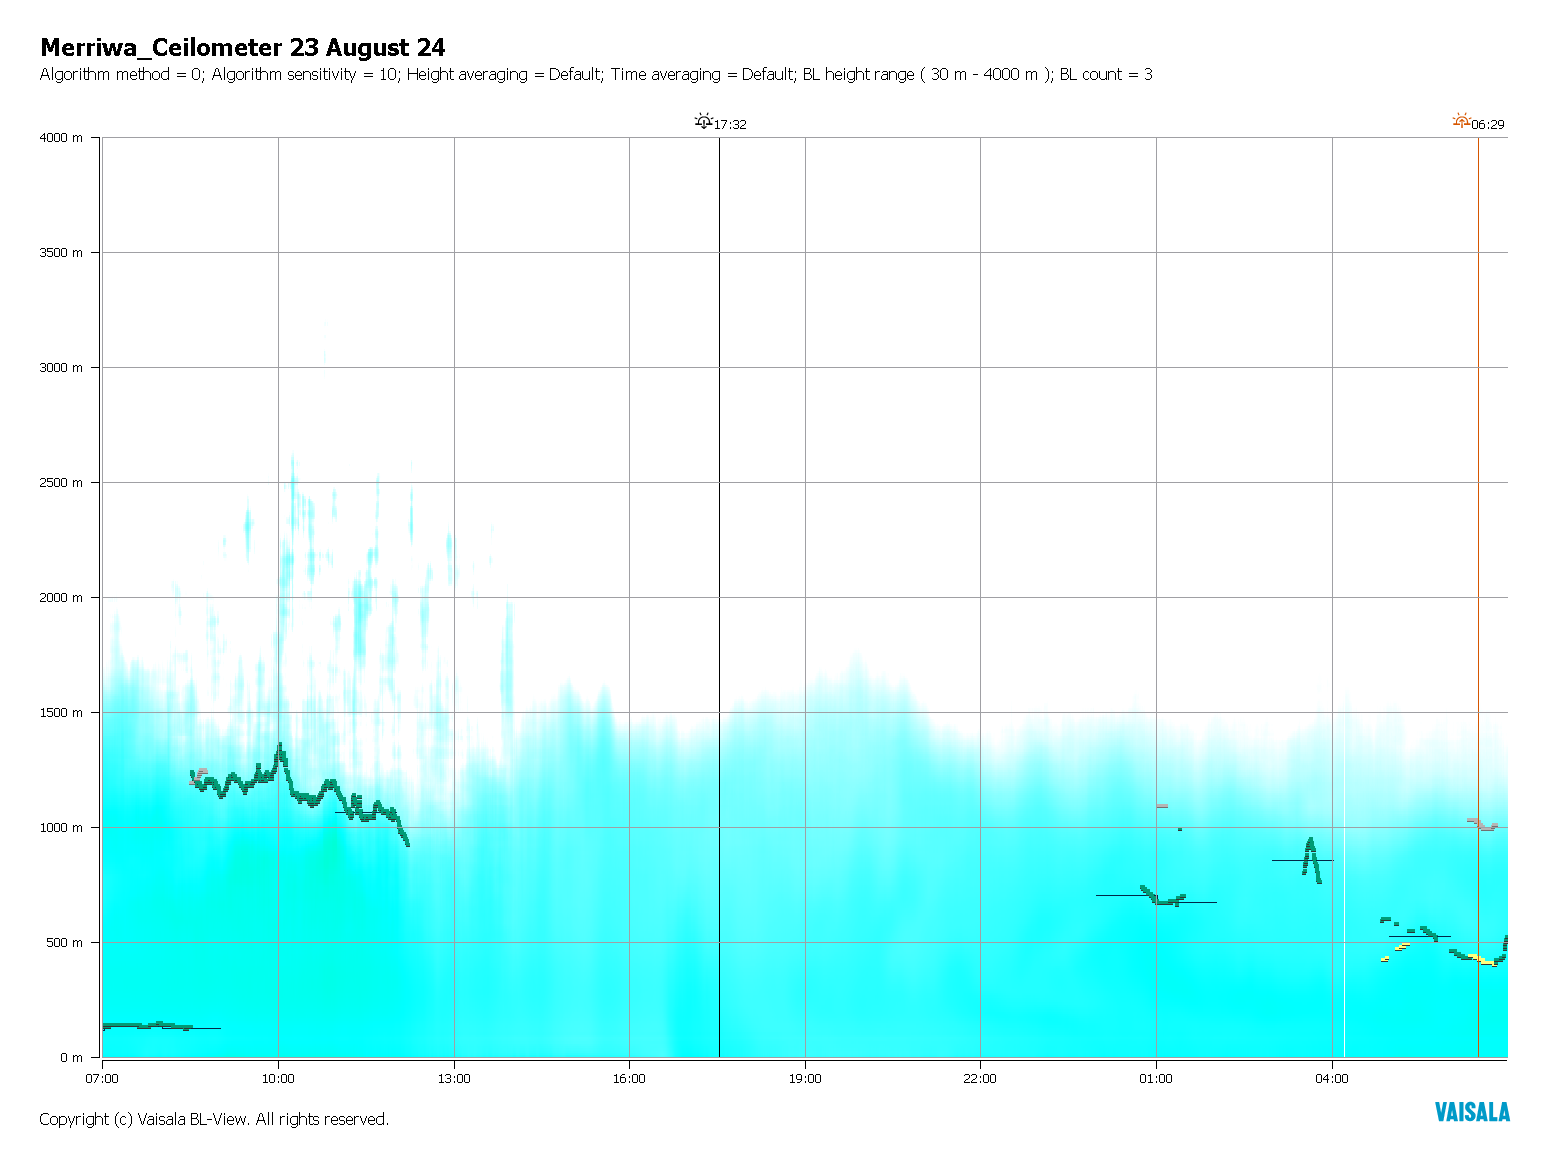 Merriwa_Ceilometer 23 August 24
Algorithm method = 0; Algorithm sensitivity = 10; Height averaging = Default; Time averaging = Default; BL height range ( 30 m - 4000 m ); BL count = 3
17:32
06:29
4000 m
3500 m
3000 m
2500 m
2000 m
1500 m
1000 m
500 m
0 m
07:00
10:00
13:00
16:00
19:00
22:00
01:00
04:00
Copyright (c) Vaisala BL-View. All rights reserved.
VAISALA